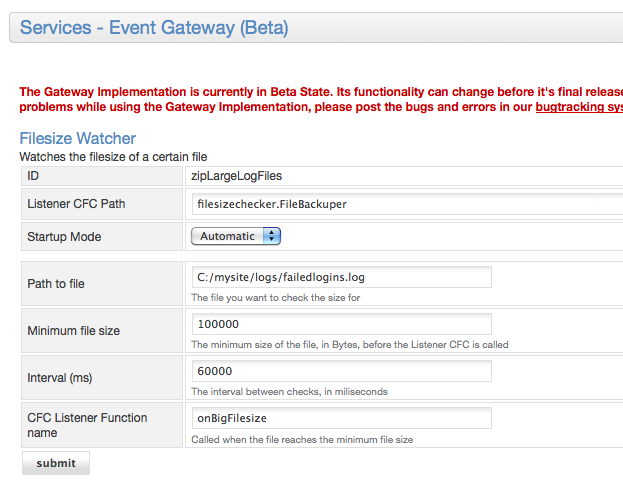 Services - Event Gateway (Beta)
The Gateway Implementation is currently in Beta State. Its functionality can change before it's final release
problems while using the Gateway Implementation, please post the bugs and errors in our bugtracking sys
Filesize Watcher
Watches the filesize of a certain file
ID zipLargeLogFiles
Listener CFC Path filesizechecker.FileBackuper
Startup Mode Automatic
Path to file C:/mysite/logs/failedlogins.log
The file you want to check the size for
Minimum file size 100000
The minimum size of the file, in Bytes, before the Listener CFC is called
Interval (ms) 60000
The interval between checks, in miliseconds
CFC Listener Function
name
onBigFilesize
Called when the file reaches the minimum file size
submit